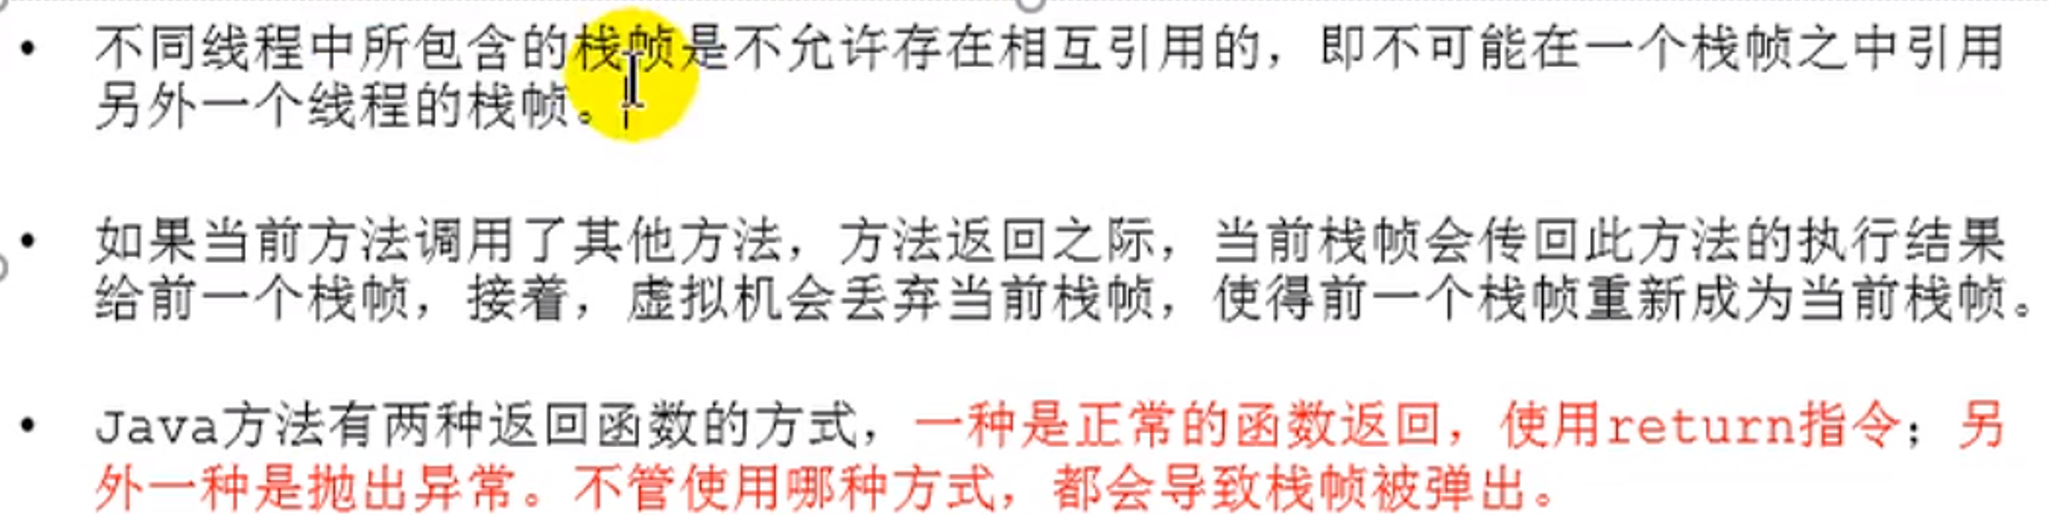 • 不同线程中所包含的栈帧是不允许存在相互引用的，即不可能在一个栈帧之中引用
另外一个线程的栈帧。
• 如果当前方法调用了其他方法，方法返回之际，当前栈帧会传回此方法的执行结果
给前一个栈帧，接着，虚拟机会丢弃当前栈帧，使得前一个栈帧重新成为当前栈帧。
• Java方法有两种返回函数的方式，一种是正常的函数返回，使用return指令；另
外一种是抛出异常。不管使用哪种方式，都会导致栈帧被弹出。